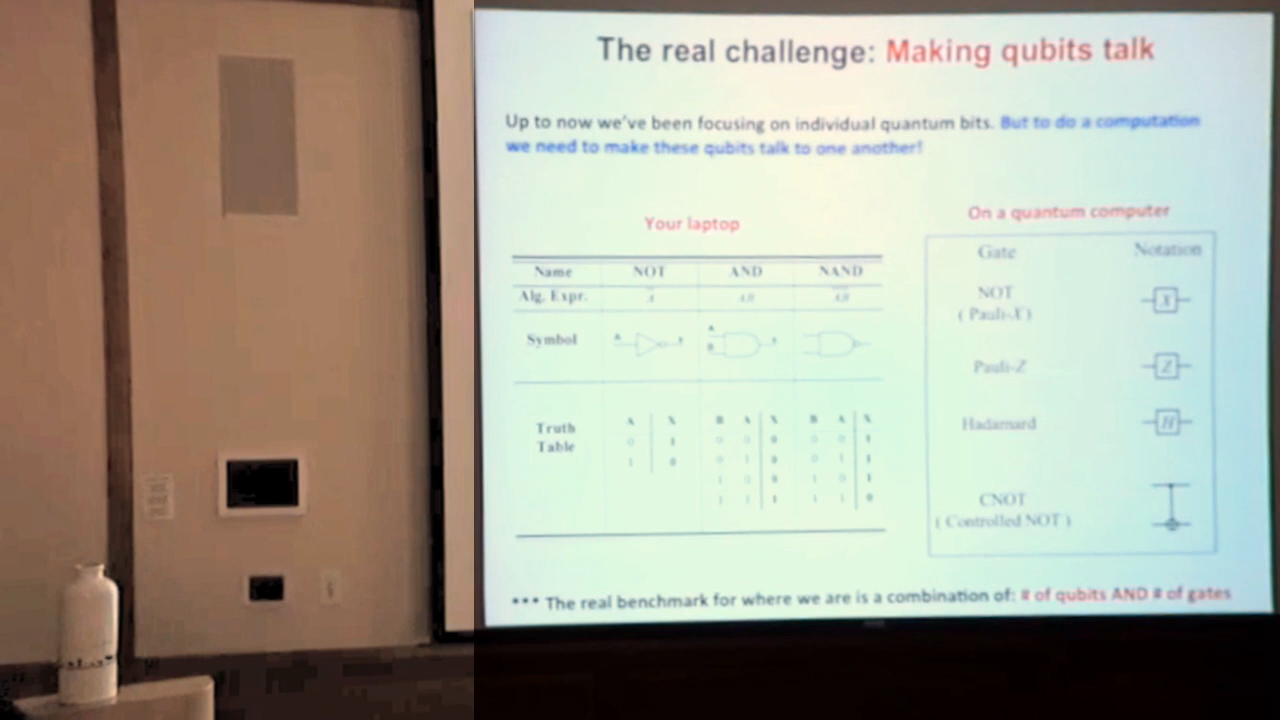 The real challenge: Making qubits talk
Up to now we've been focusing on individual quantum bits. But to do a computation
we need to make these qubits talk to one another!
Your laptop
Name NOT AND NAND
Alg. Expr.
Symbol
Truth
Table
A X B A X B A X
0 1 0 0 0 0 0 1
1 0 0 1 0 0 1 1
1 0 0 1 0 1
1 1 1 1 1 0
On a quantum computer
Gate Notation
NOT X
( Pauli-X )
Pauli-Z Z
Hadamard H
CNOT
( Controlled NOT )
*** The real benchmark for where we are is a combination of: # of qubits AND # of gates